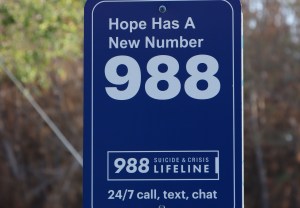 Hope Has A
New Number
988
988 SUICIDE & CRISIS
LIFELINE
24/7 call, text, chat